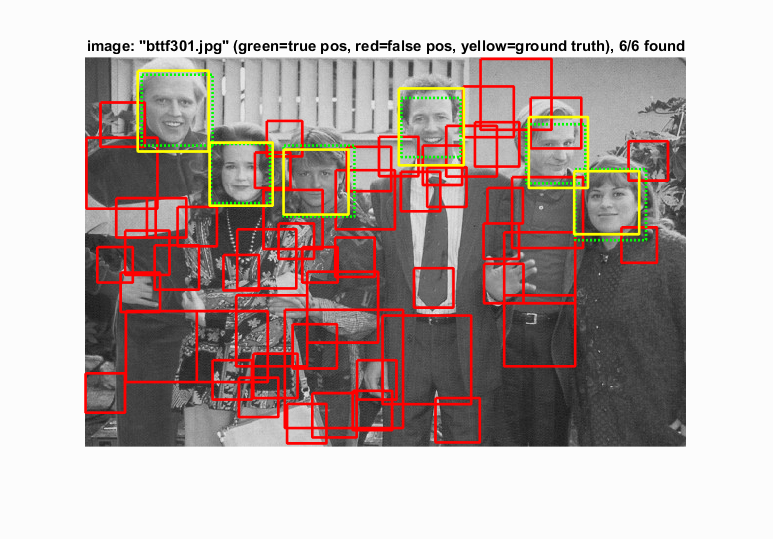 image: "bttf301.jpg" (green=true pos, red=false pos, yellow=ground truth), 6/6 found